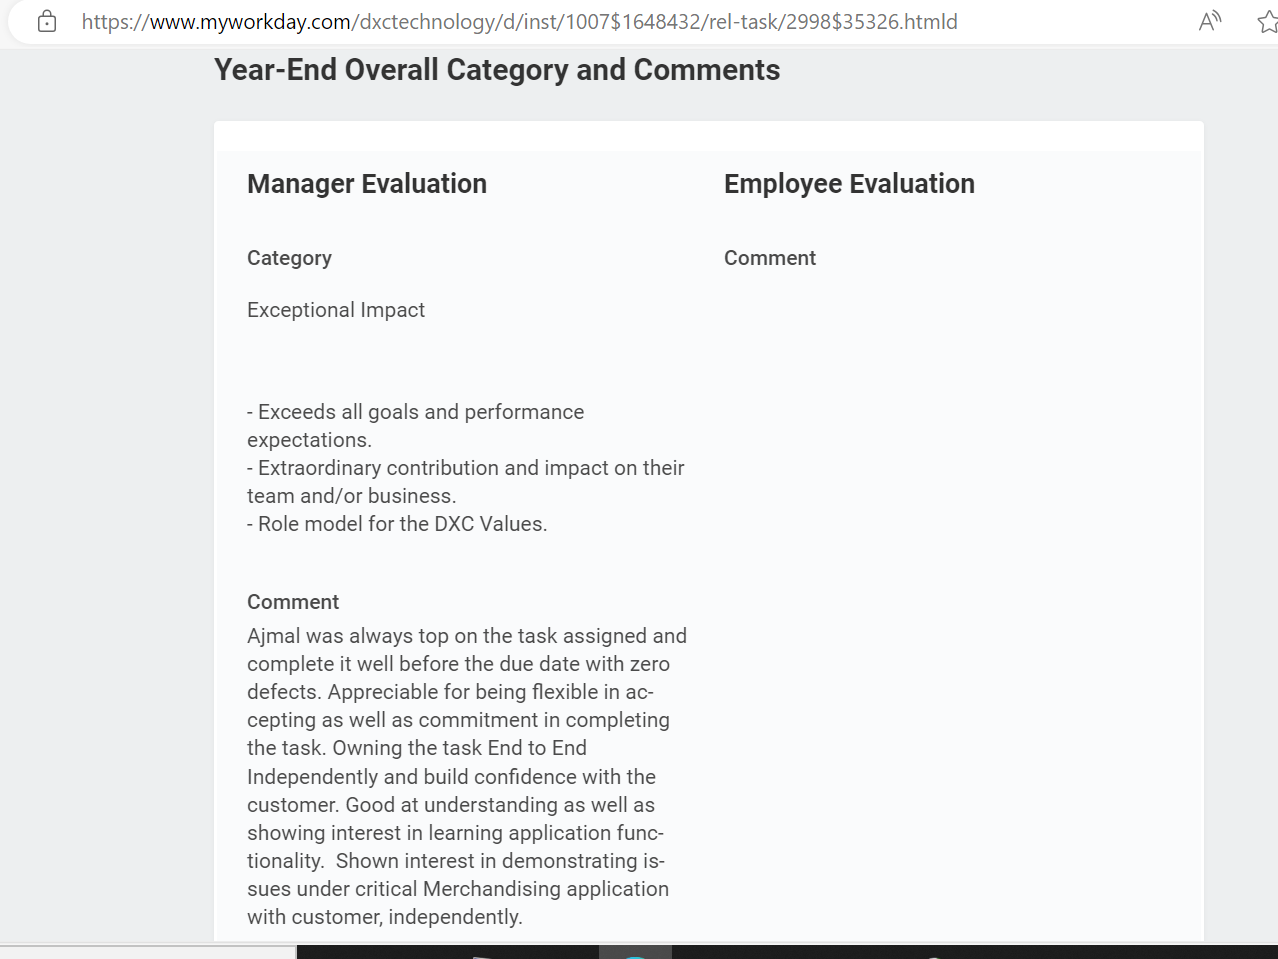 https://www.myworkday.com/dxctechnology/d/inst/1007$1648432/rel-task/2998$35326.htmld
Year-End Overall Category and Comments
Manager Evaluation
Employee Evaluation
Category
Comment
Exceptional Impact
- Exceeds all goals and performance
expectations.
- Extraordinary contribution and impact on their
team and/or business.
- Role model for the DXC Values.
Comment
Ajmal was always top on the task assigned and
complete it well before the due date with zero
defects. Appreciable for being flexible in ac-
cepting as well as commitment in completing
the task. Owning the task End to End
Independently and build confidence with the
customer. Good at understanding as well as
showing interest in learning application func-
tionality.  Shown interest in demonstrating is-
sues under critical Merchandising application
with customer, independently.